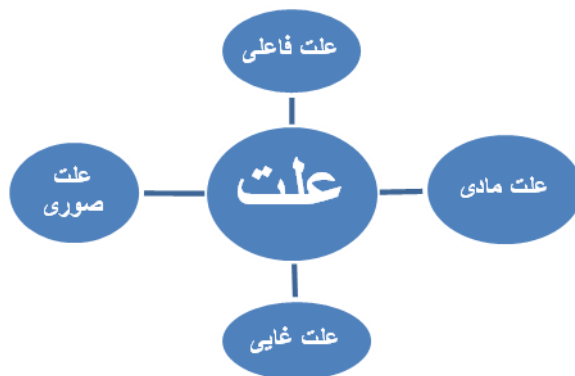 علت فاعلی
علت
علت مادی
علت
صوری
علت غایی